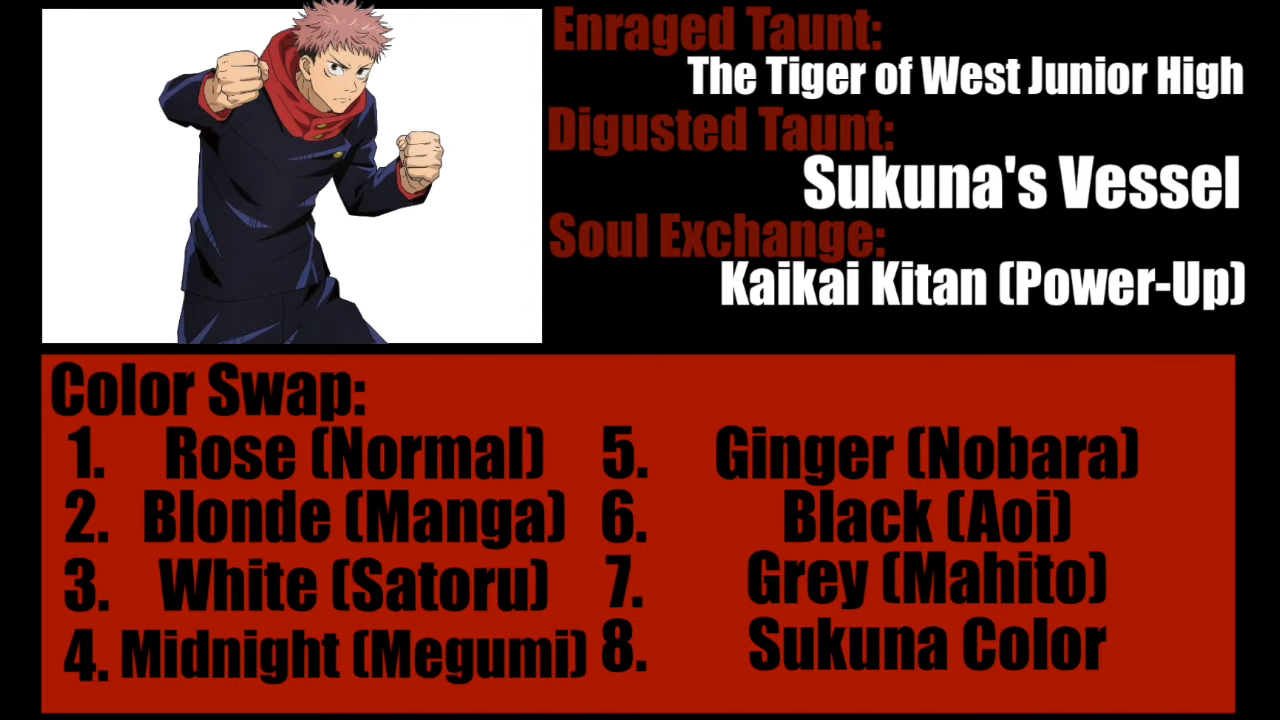 Enraged Taunt:
The Tiger of West Junior High
Digusted Taunt:
Sukuna's Vessel
Soul Exchange:
Kaikai Kitan (Power-Up)
Color Swap:
1. Rose (Normal)
2. Blonde (Manga)
3. White (Satoru)
4. Midnight (Megumi)
5. Ginger (Nobara)
6. Black (Aoi)
7. Grey (Mahito)
8. Sukuna Color